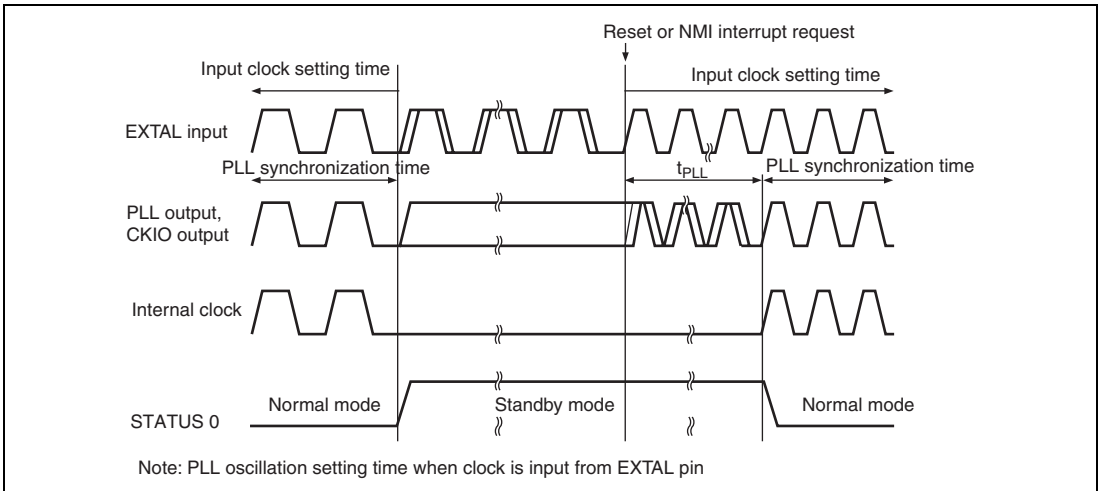 Reset or NMI interrupt request
Input clock setting time
Input clock setting time
EXTAL input
PLL synchronization time
tPLL
PLL synchronization time
PLL output,
CKIO output
Internal clock
Normal mode
Standby mode
Normal mode
STATUS 0
Note: PLL oscillation setting time when clock is input from EXTAL pin